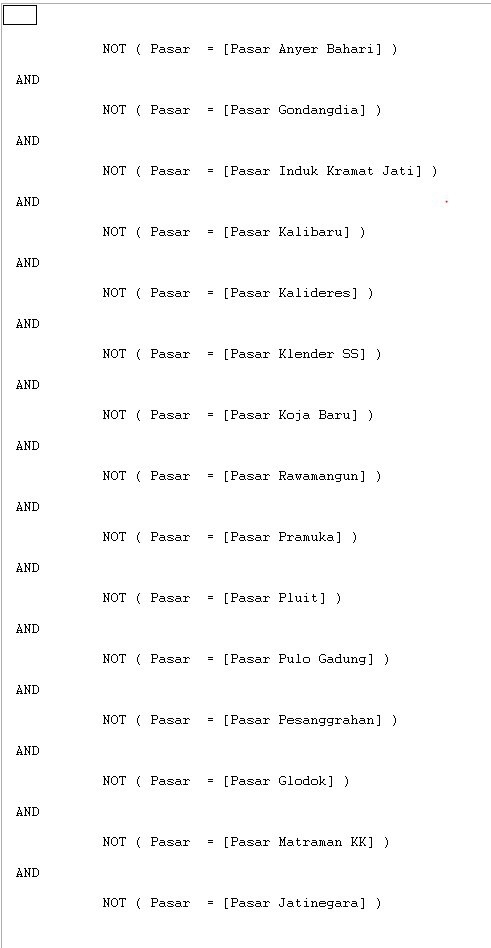 NOT ( Pasar = [Pasar Anyer Bahari] )
AND
NOT ( Pasar = [Pasar Gondangdia] )
AND
NOT ( Pasar = [Pasar Induk Kramat Jati] )
AND
NOT ( Pasar = [Pasar Kalibaru] )
AND
NOT ( Pasar = [Pasar Kalideres] )
AND
NOT ( Pasar = [Pasar Klender SS] )
AND
NOT ( Pasar = [Pasar Koja Baru] )
AND
NOT ( Pasar = [Pasar Rawamangun] )
AND
NOT ( Pasar = [Pasar Pramuka] )
AND
NOT ( Pasar = [Pasar Pluit] )
AND
NOT ( Pasar = [Pasar Pulo Gadung] )
AND
NOT ( Pasar = [Pasar Pesanggrahan] )
AND
NOT ( Pasar = [Pasar Glodok] )
AND
NOT ( Pasar = [Pasar Matraman KK] )
AND
NOT ( Pasar = [Pasar Jatinegara] )